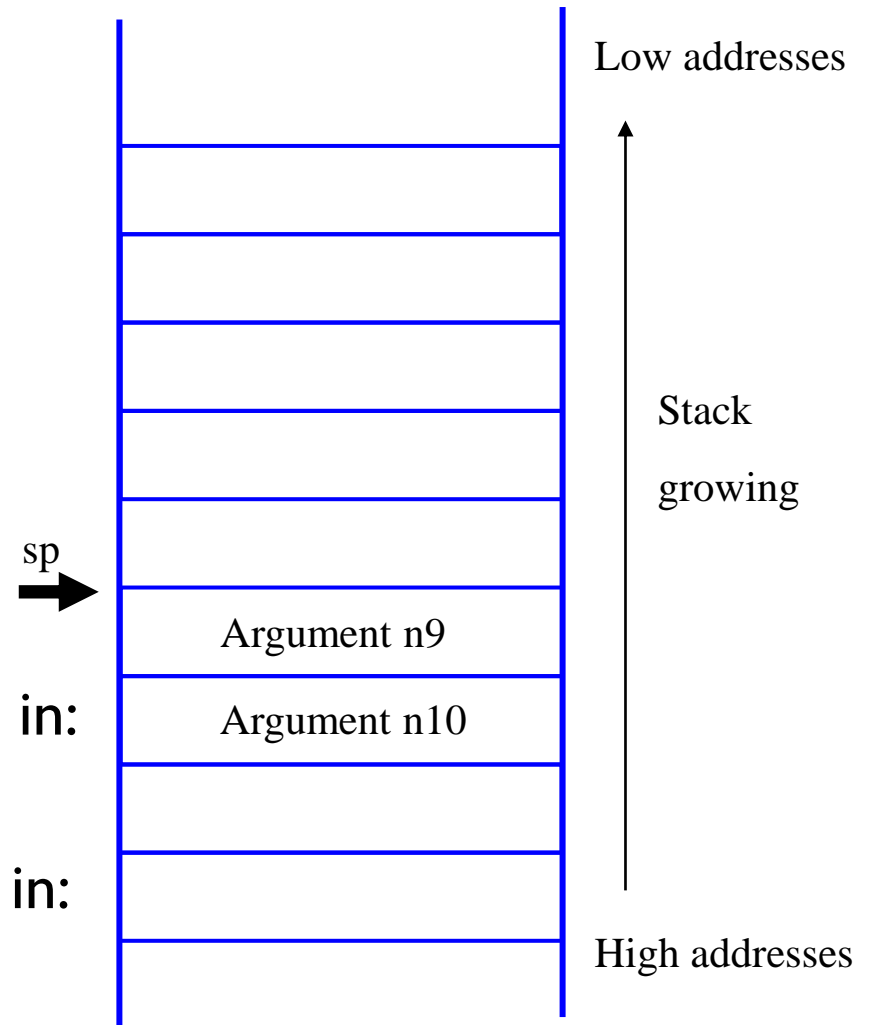 Low addresses
Stack
growing
sp
Argument n9
in:
Argument n10
in:
High addresses